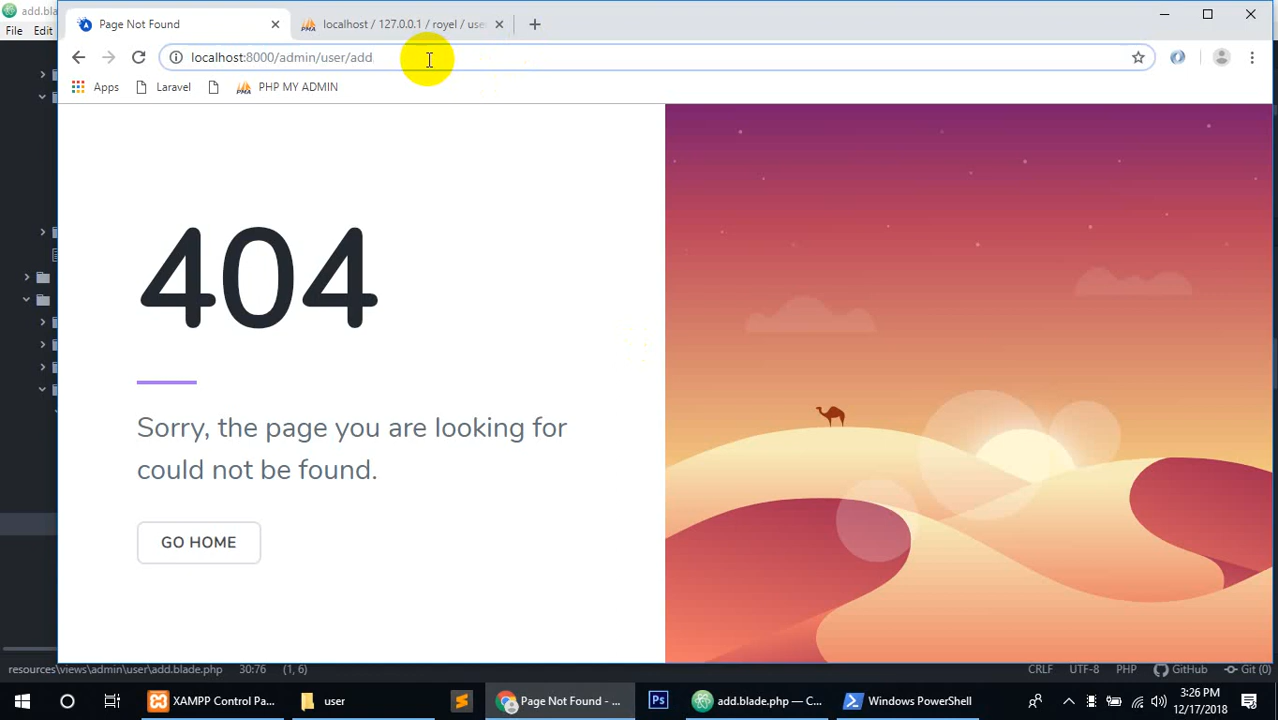 add.bl
File Edit
Page Not Found
localhost / 127.0.0.1 / royel / use
localhost:8000/admin/user/add
Apps Laravel PHP MY ADMIN
404
Sorry, the page you are looking for
could not be found.
GO HOME
resources\views\admin\user\add.blade.php 30:76 (1, 6) CRLF UTF-8 PHP GitHub Git (0)
XAMPP Control Pa... user Page Not Found - ... Ps add.blade.php — C... Windows PowerShell
3:26 PM
12/17/2018